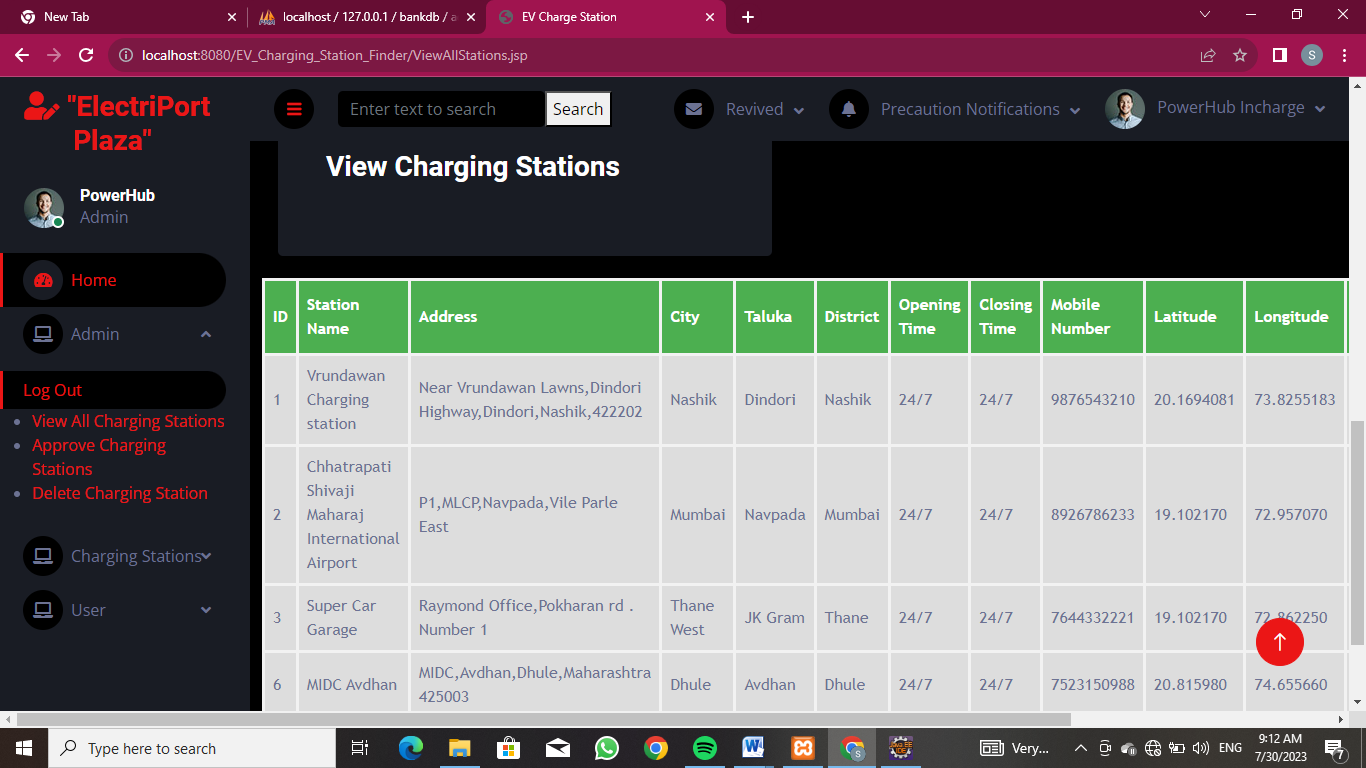 New Tab
localhost / 127.0.0.1 / bankdb / a
EV Charge Station
localhost:8080/EV_Charging_Station_Finder/ViewAllStations.jsp
S
"ElectriPort
Plaza"
Enter text to search
Search
Revived
Precaution Notifications
PowerHub Incharge
PowerHub
Admin
Home
Admin
Log Out
View All Charging Stations
Approve Charging
Stations
Delete Charging Station
Charging Stations
User
View Charging Stations
ID Station Name Address City Taluka District Opening Time Closing Time Mobile Number Latitude Longitude
1 Vrundawan Charging station Near Vrundawan Lawns,Dindori Highway,Dindori,Nashik,422202 Nashik Dindori Nashik 24/7 24/7 9876543210 20.1694081 73.8255183
2 Chhatrapati Shivaji Maharaj International Airport P1,MLCP,Navpada,Vile Parle East Mumbai Navpada Mumbai 24/7 24/7 8926786233 19.102170 72.957070
3 Super Car Garage Raymond Office,Pokharan rd . Number 1 Thane West JK Gram Thane 24/7 24/7 7644332221 19.102170 72.862250
6 MIDC Avdhan MIDC,Avdhan,Dhule,Maharashtra 425003 Dhule Avdhan Dhule 24/7 24/7 7523150988 20.815980 74.655660
Type here to search
Very...
ENG
9:12 AM
7/30/2023
7